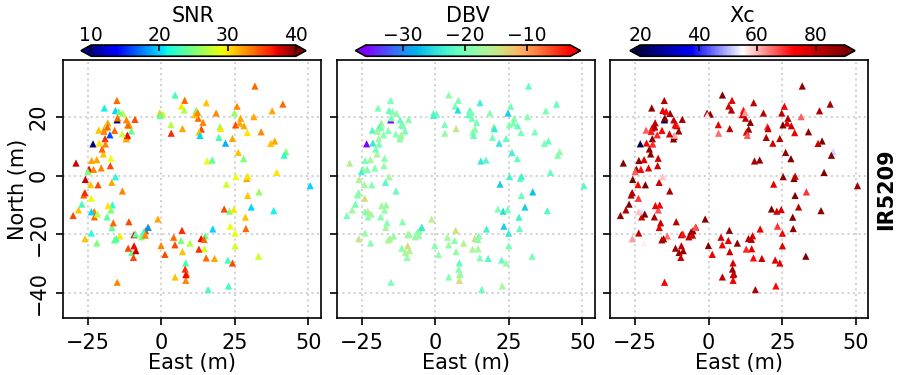 SNR DBV Xc
10 20 30 40 −30 −20 −10 20 40 60 80
North (m)
20
0
−20
−40
IR5209
−25 0 25 50 −25 0 25 50 −25 0 25 50
East (m) East (m) East (m)